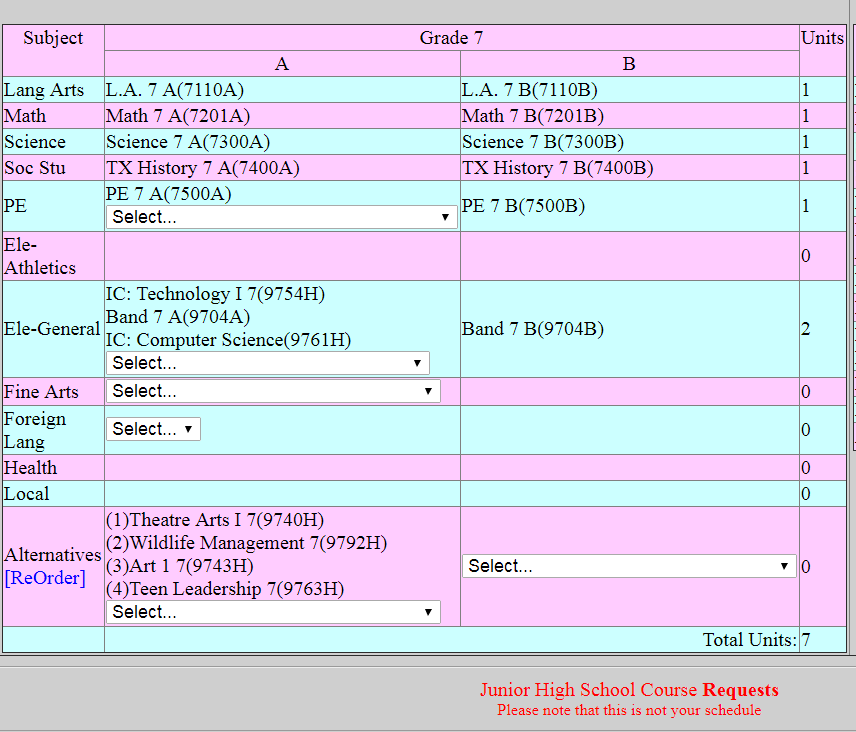 Subject Grade 7 Units
A B
Lang Arts L.A. 7 A(7110A) L.A. 7 B(7110B) 1
Math Math 7 A(7201A) Math 7 B(7201B) 1
Science Science 7 A(7300A) Science 7 B(7300B) 1
Soc Stu TX History 7 A(7400A) TX History 7 B(7400B) 1
PE PE 7 A(7500A) PE 7 B(7500B) 1
Select...
Ele-
Athletics 0
Ele-General IC: Technology I 7(9754H) Band 7 B(9704B) 2
Band 7 A(9704A)
IC: Computer Science(9761H)
Select...
Fine Arts Select... 0
Foreign
Lang Select... 0
Health 0
Local 0
Alternatives
[ReOrder]
(1)Theatre Arts I 7(9740H)
(2)Wildlife Management 7(9792H)
(3)Art 1 7(9743H)
(4)Teen Leadership 7(9763H)
Select...
Select... 0
Total Units: 7
Junior High School Course Requests
Please note that this is not your schedule